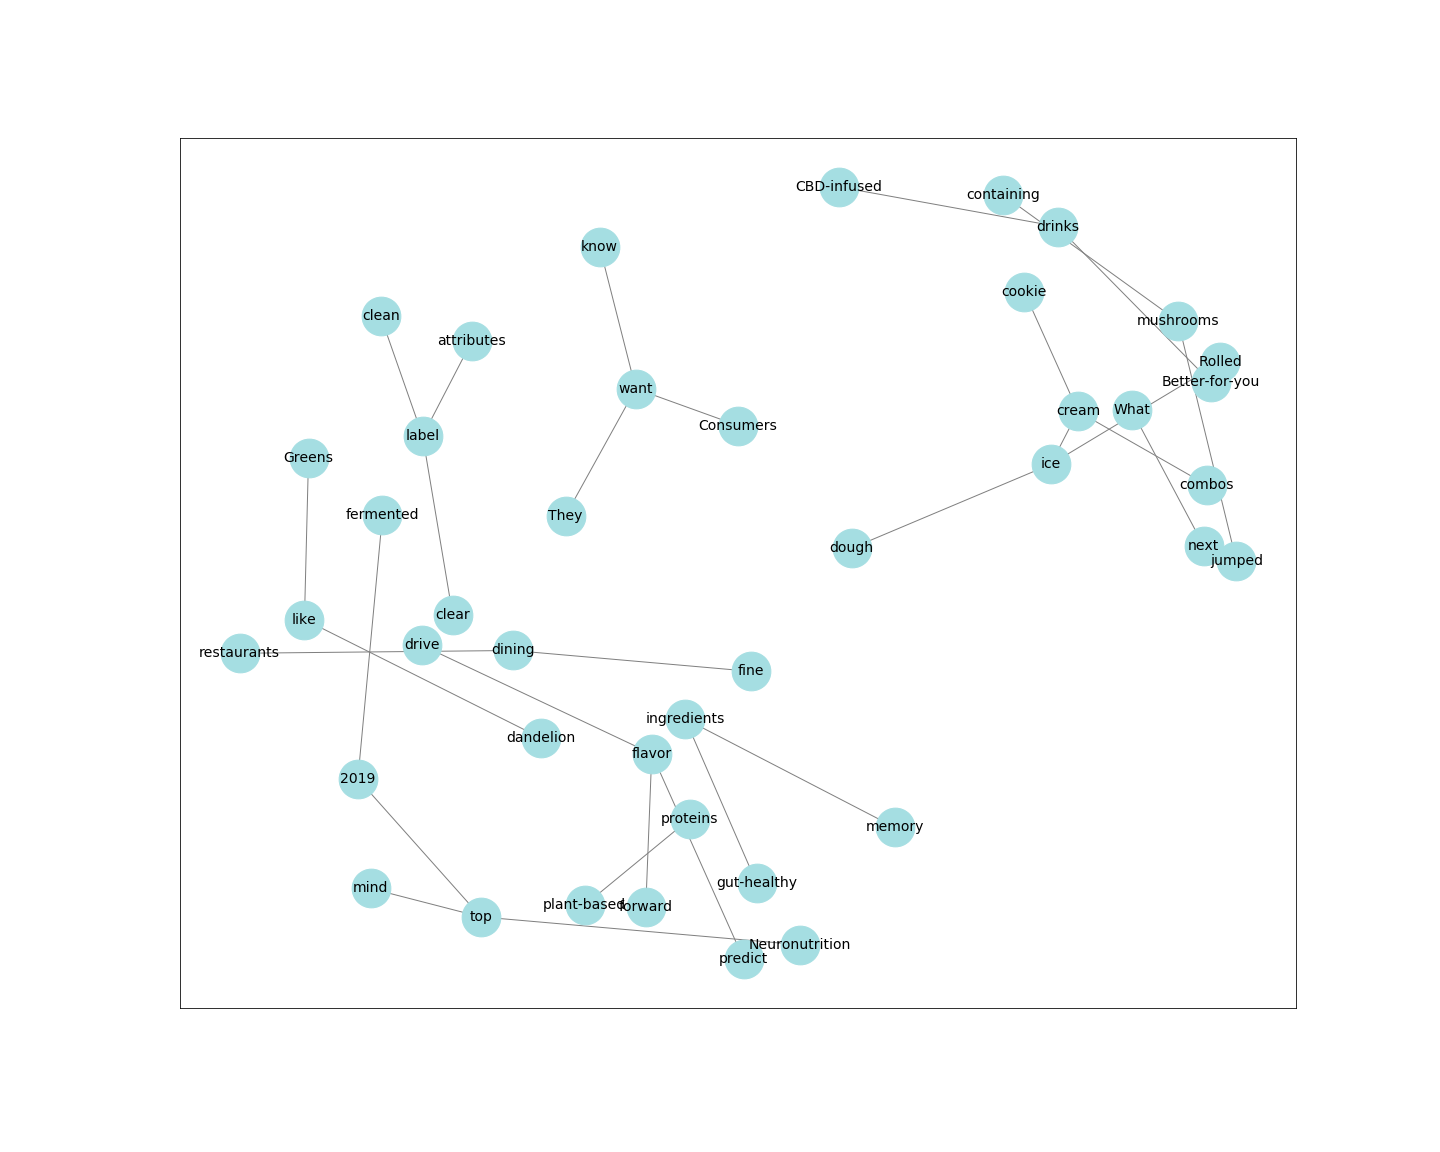 CBD-infused
containing
drinks
know
cookie
clean
mushrooms
attributes
Rolled
Better-for-you
want
cream
What
Consumers
label
Greens
ice
combos
fermented
They
dough
next
jumped
clear
like
drive
dining
restaurants
fine
ingredients
dandelion
flavor
2019
proteins
memory
gut-healthy
mind
plant-based
forward
top
Neuronutrition
predict